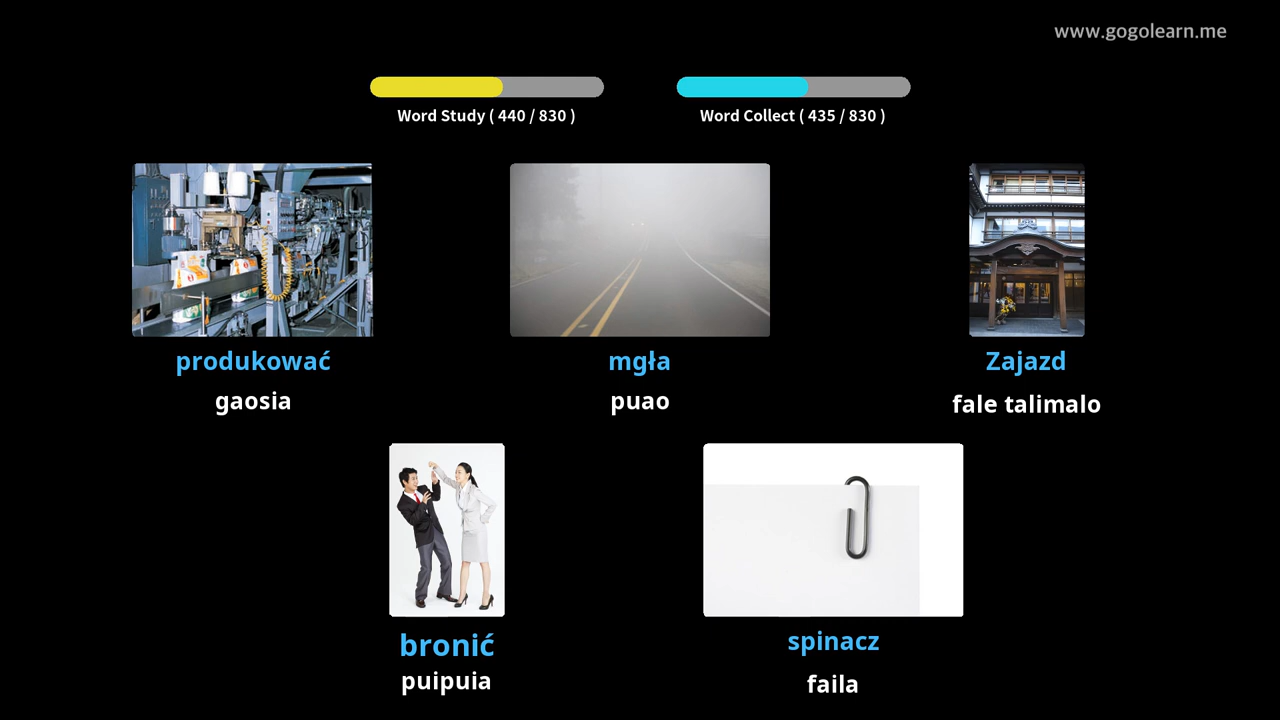 www.gogolearn.me
Word Study ( 440 / 830 )
Word Collect ( 435 / 830 )
produkować
mgła
Zajazd
gaosia
puao
fale talimalo
bronić
spinacz
puipuia
faila